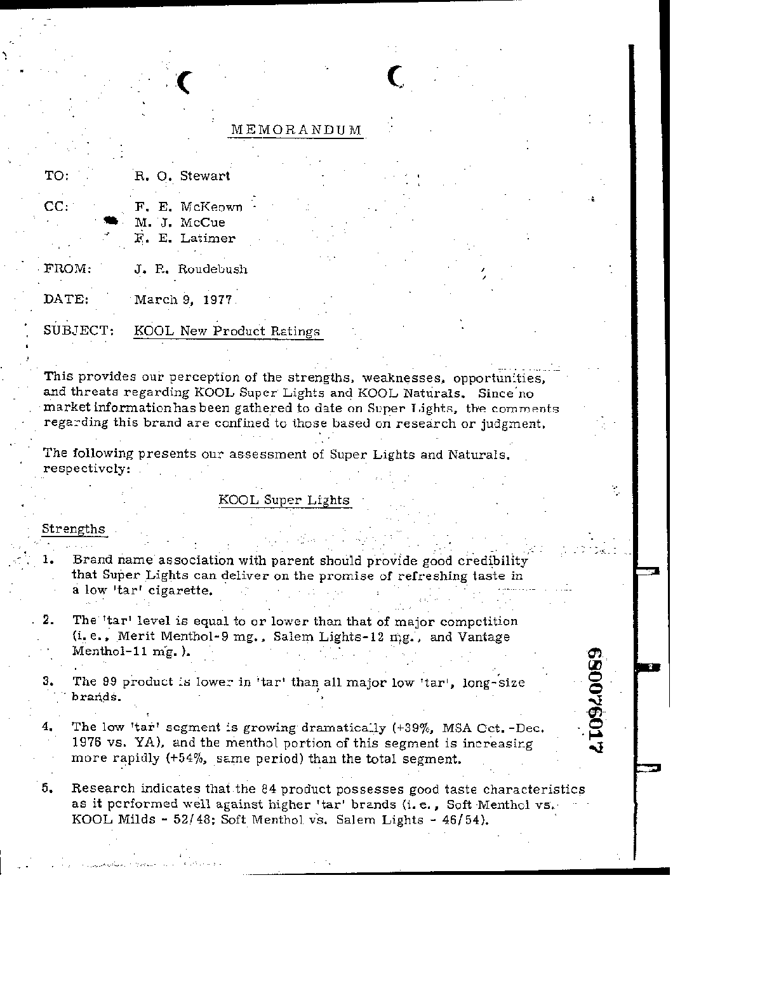 MEMORANDUM
TO: R. O. Stewart
CC: F. E. McKeown
M. J. McCue
F. E. Latimer
FROM: J. P. Roudebush
DATE: March 9, 1977
SUBJECT: KOOL New Product Ratings
This provides our perception of the strengths, weaknesses, opportunities,
and threats regarding KOOL Super Lights and KOOL Naturals. Since no
market information has been gathered to date on Super Lights, the comments
regarding this brand are confined to those based on research or judgment.
The following presents our assessment of Super Lights and Naturals,
respectively:
KOOL Super Lights
Strengths
1. Brand name association with parent should provide good credibility
that Super Lights can deliver on the promise of refreshing taste in
a low 'tar' cigarette.
2. The 'tar' level is equal to or lower than that of major competition
(i.e., Merit Menthol-9 mg., Salem Lights-12 mg., and Vantage
Menthol-11 mg.).
3. The 99 product is lower in 'tar' than all major low 'tar', long-size
brands.
4. The low 'tar' segment is growing dramatically (+39%, MSA Oct.-Dec.
1976 vs. YA), and the menthol portion of this segment is increasing
more rapidly (+54%, same period) than the total segment.
5. Research indicates that the 84 product possesses good taste characteristics
as it performed well against higher 'tar' brands (i.e., Soft Menthol vs.
KOOL Milds - 52/48; Soft Menthol vs. Salem Lights - 46/54).
680076017